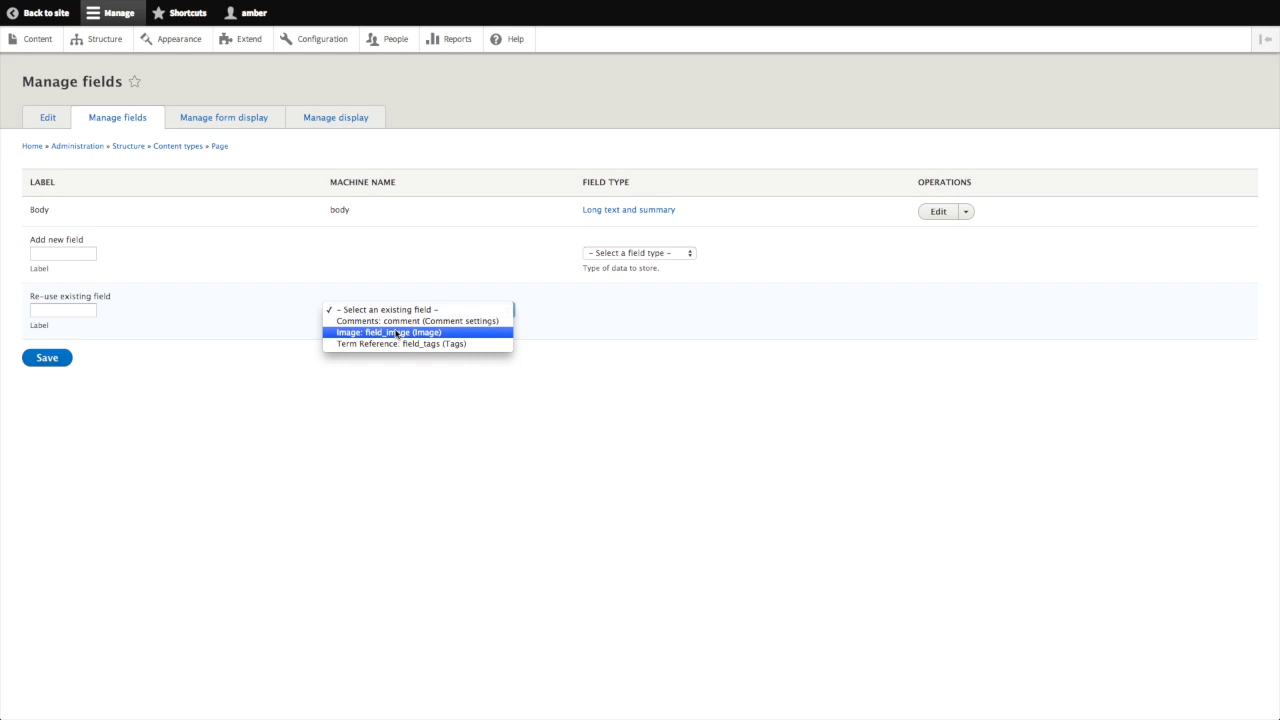 Back to site Manage Shortcuts amber
Content Structure Appearance Extend Configuration People Reports Help
Manage fields
Edit Manage fields Manage form display Manage display
Home » Administration » Structure » Content types » Page
LABEL MACHINE NAME FIELD TYPE OPERATIONS
Body body Long text and summary Edit
Add new field
- Select a field type -
Label Type of data to store.
Re-use existing field
- Select an existing field -
Comments: comment (Comment settings)
Label
Image: field_image (Image)
Term Reference: field_tags (Tags)
Save